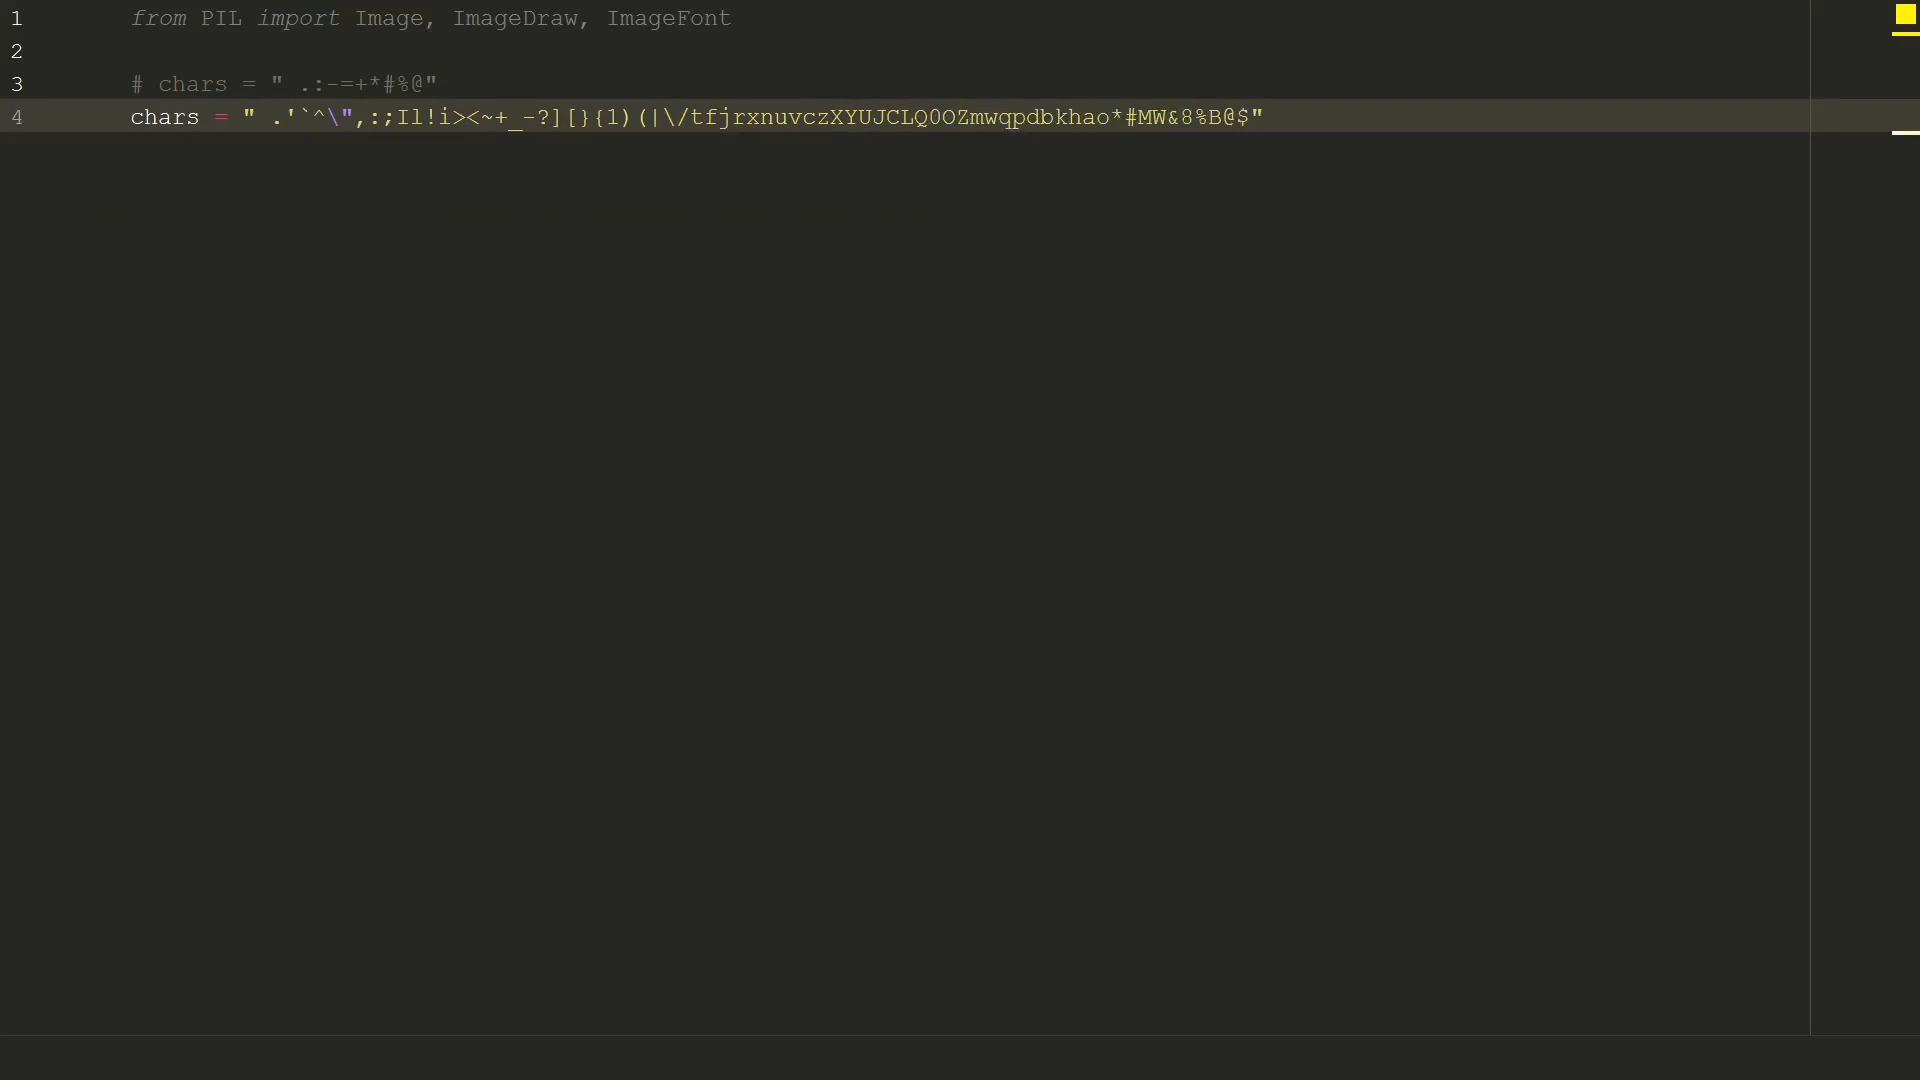 1 from PIL import Image, ImageDraw, ImageFont
2
3 # chars = " .:-=+*#%@"
4 chars = " .'`^\",:;Il!i><~+_-?][}{1)(|\/tfjrxnuvczXYUJCLQ0OZmwqpdbkhao*#MW&8%B@$"